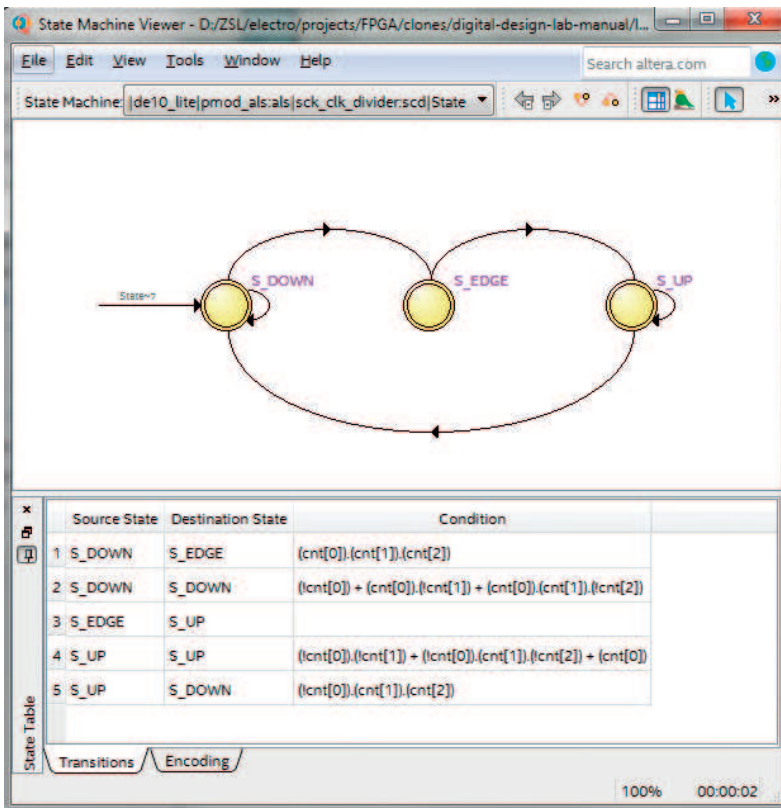 State Machine Viewer - D:/ZSL/electro/projects/FPGA/clones/digital-design-lab-manual/l...
File Edit View Tools Window Help Search altera.com
State Machine: |de10_lite|pmod_als:als|sck_clk_divider:scd|State »
State~7
S_DOWN S_EDGE S_UP
Source State Destination State Condition
1 S_DOWN S_EDGE (cnt[0]).(cnt[1]).(cnt[2])
2 S_DOWN S_DOWN (!cnt[0]) + (cnt[0]).(!cnt[1]) + (cnt[0]).(cnt[1]).(!cnt[2])
3 S_EDGE S_UP
4 S_UP S_UP (!cnt[0]).(!cnt[1]) + (!cnt[0]).(cnt[1]).(!cnt[2]) + (cnt[0])
5 S_UP S_DOWN (!cnt[0]).(cnt[1]).(cnt[2])
State Table
Transitions Encoding
100% 00:00:02